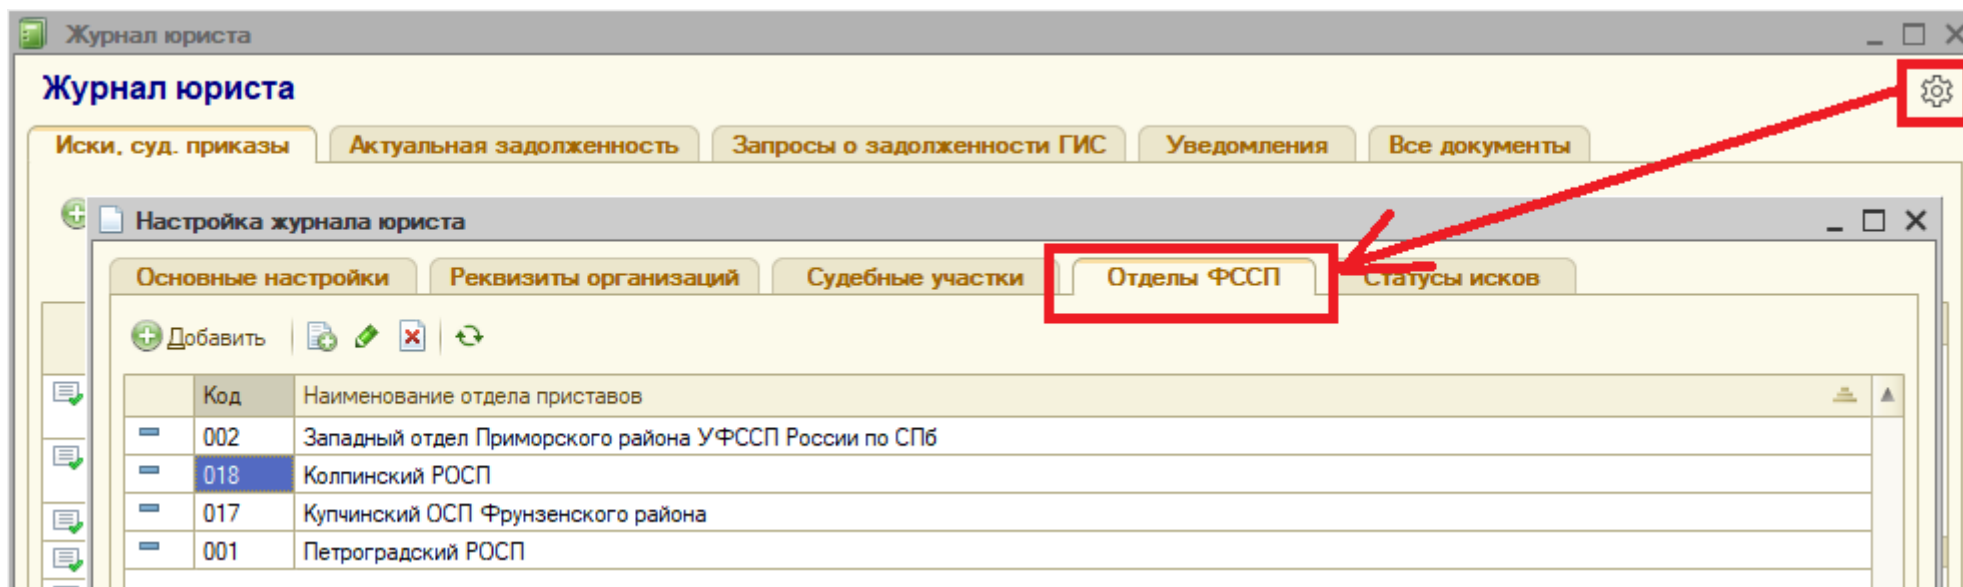 Журнал юриста
Журнал юриста
Иски, суд. приказы Актуальная задолженность Запросы о задолженности ГИС Уведомления Все документы
Настройка журнала юриста
Основные настройки Реквизиты организаций Судебные участки Отделы ФССП Статусы исков
Добавить
Код Наименование отдела приставов
002 Западный отдел Приморского района УФССП России по СПб
018 Колпинский РОСП
017 Купчинский ОСП Фрунзенского района
001 Петроградский РОСП